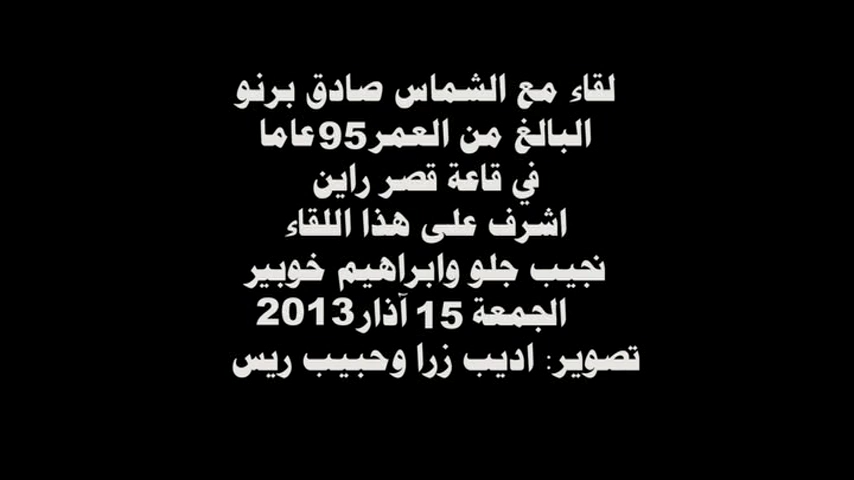 لقاء مع الشماس صادق برنو
البالغ من العمر95عاما
في قاعة قصر راين
اشرف على هذا اللقاء
نجيب جلو وابراهيم خوبير
الجمعة 15 آذار2013
تصوير: اديب زرا وحبيب ريس